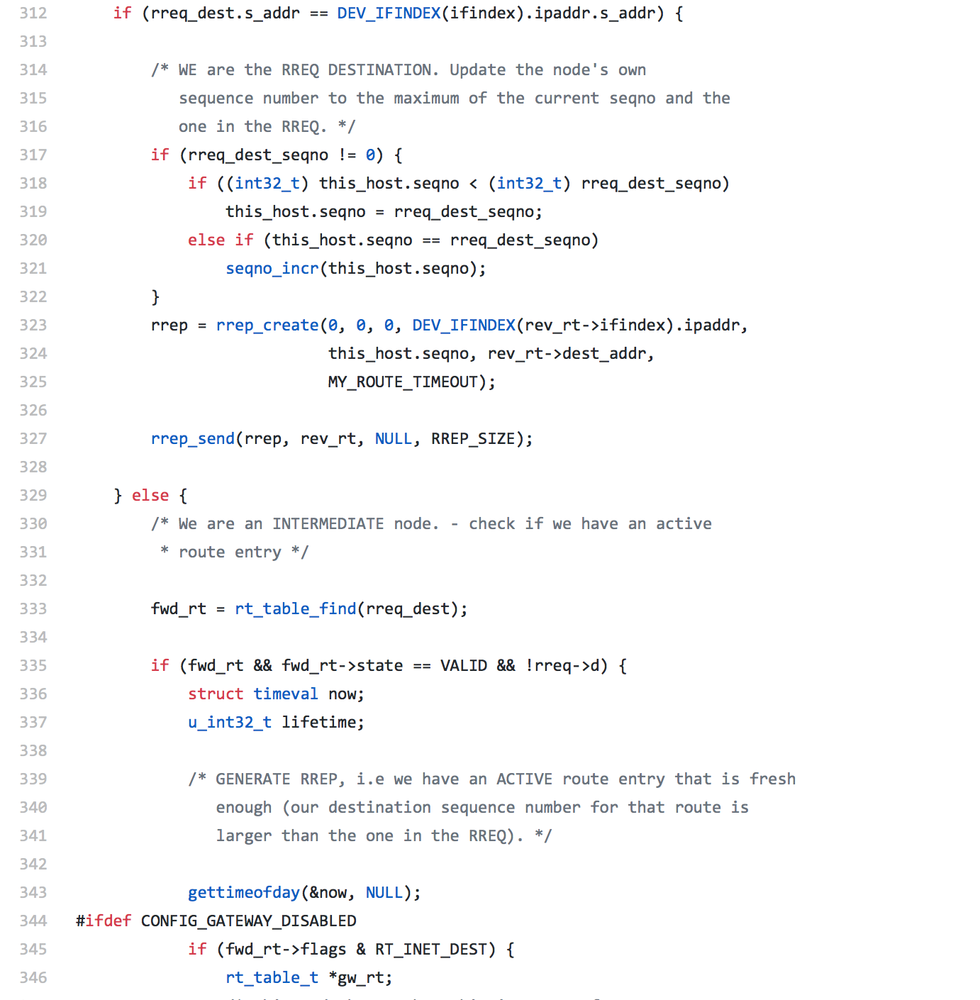 312 if (rreq_dest.s_addr == DEV_IFINDEX(ifindex).ipaddr.s_addr) {
313
314 /* WE are the RREQ DESTINATION. Update the node's own
315 sequence number to the maximum of the current seqno and the
316 one in the RREQ. */
317 if (rreq_dest_seqno != 0) {
318 if ((int32_t) this_host.seqno < (int32_t) rreq_dest_seqno)
319 this_host.seqno = rreq_dest_seqno;
320 else if (this_host.seqno == rreq_dest_seqno)
321 seqno_incr(this_host.seqno);
322 }
323 rrep = rrep_create(0, 0, 0, DEV_IFINDEX(rev_rt->ifindex).ipaddr,
324 this_host.seqno, rev_rt->dest_addr,
325 MY_ROUTE_TIMEOUT);
326
327 rrep_send(rrep, rev_rt, NULL, RREP_SIZE);
328
329 } else {
330 /* We are an INTERMEDIATE node. - check if we have an active
331 * route entry */
332
333 fwd_rt = rt_table_find(rreq_dest);
334
335 if (fwd_rt && fwd_rt->state == VALID && !rreq->d) {
336 struct timeval now;
337 u_int32_t lifetime;
338
339 /* GENERATE RREP, i.e we have an ACTIVE route entry that is fresh
340 enough (our destination sequence number for that route is
341 larger than the one in the RREQ). */
342
343 gettimeofday(&now, NULL);
344 #ifdef CONFIG_GATEWAY_DISABLED
345 if (fwd_rt->flags & RT_INET_DEST) {
346 rt_table_t *gw_rt;